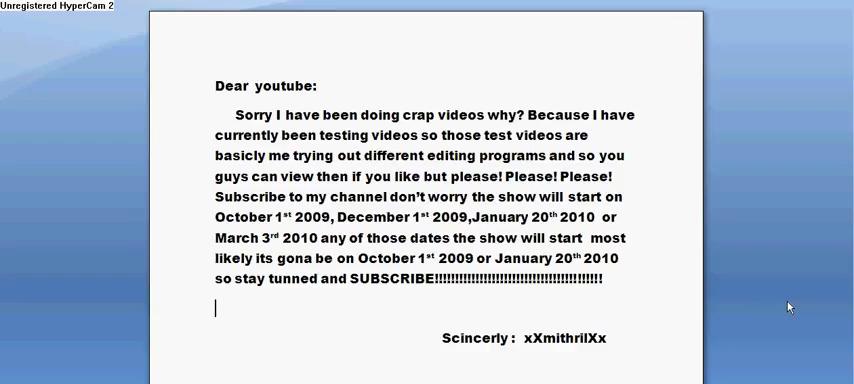 Unregistered HyperCam 2
Dear youtube:
Sorry I have been doing crap videos why? Because I have
currently been testing videos so those test videos are
basicly me trying out different editing programs and so you
guys can view then if you like but please! Please! Please!
Subscribe to my channel don't worry the show will start on
October 1st 2009, December 1st 2009,January 20th 2010 or
March 3rd 2010 any of those dates the show will start most
likely its gona be on October 1st 2009 or January 20th 2010
so stay tunned and SUBSCRIBE!!!!!!!!!!!!!!!!!!!!!!!!!!!!!!!!!!!!!!!!!!
Scincerly : xXmithrilXx